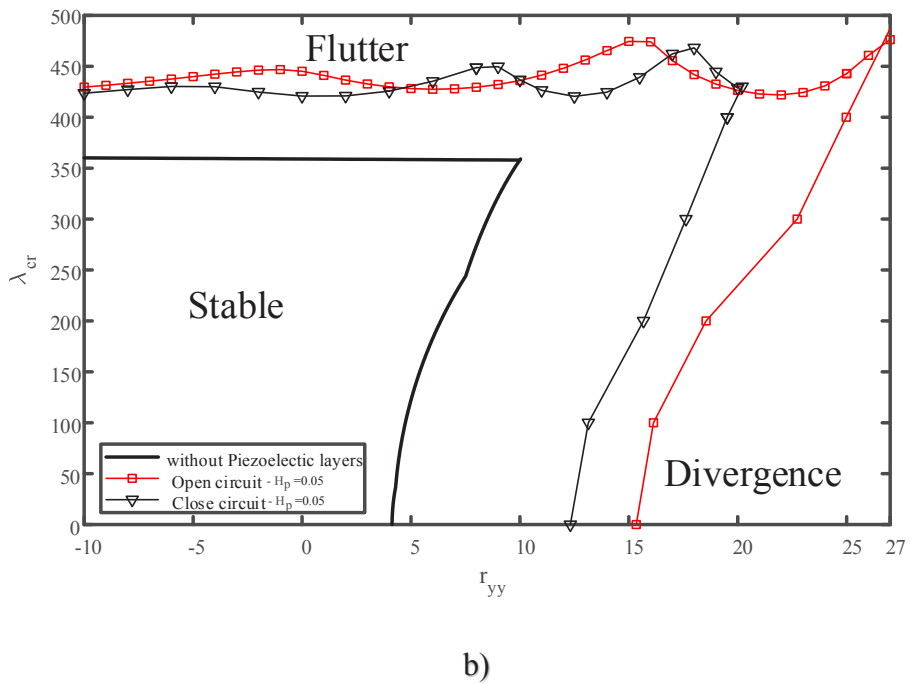 500
450
400
350
300
250
200
150
100
50
0
λcr
Flutter
Stable
Divergence
without Piezoelectic layers
Open circuit - Hp =0.05
Close circuit - Hp =0.05
-10 -5 0 5 10 15 20 25 27
ryy
b)